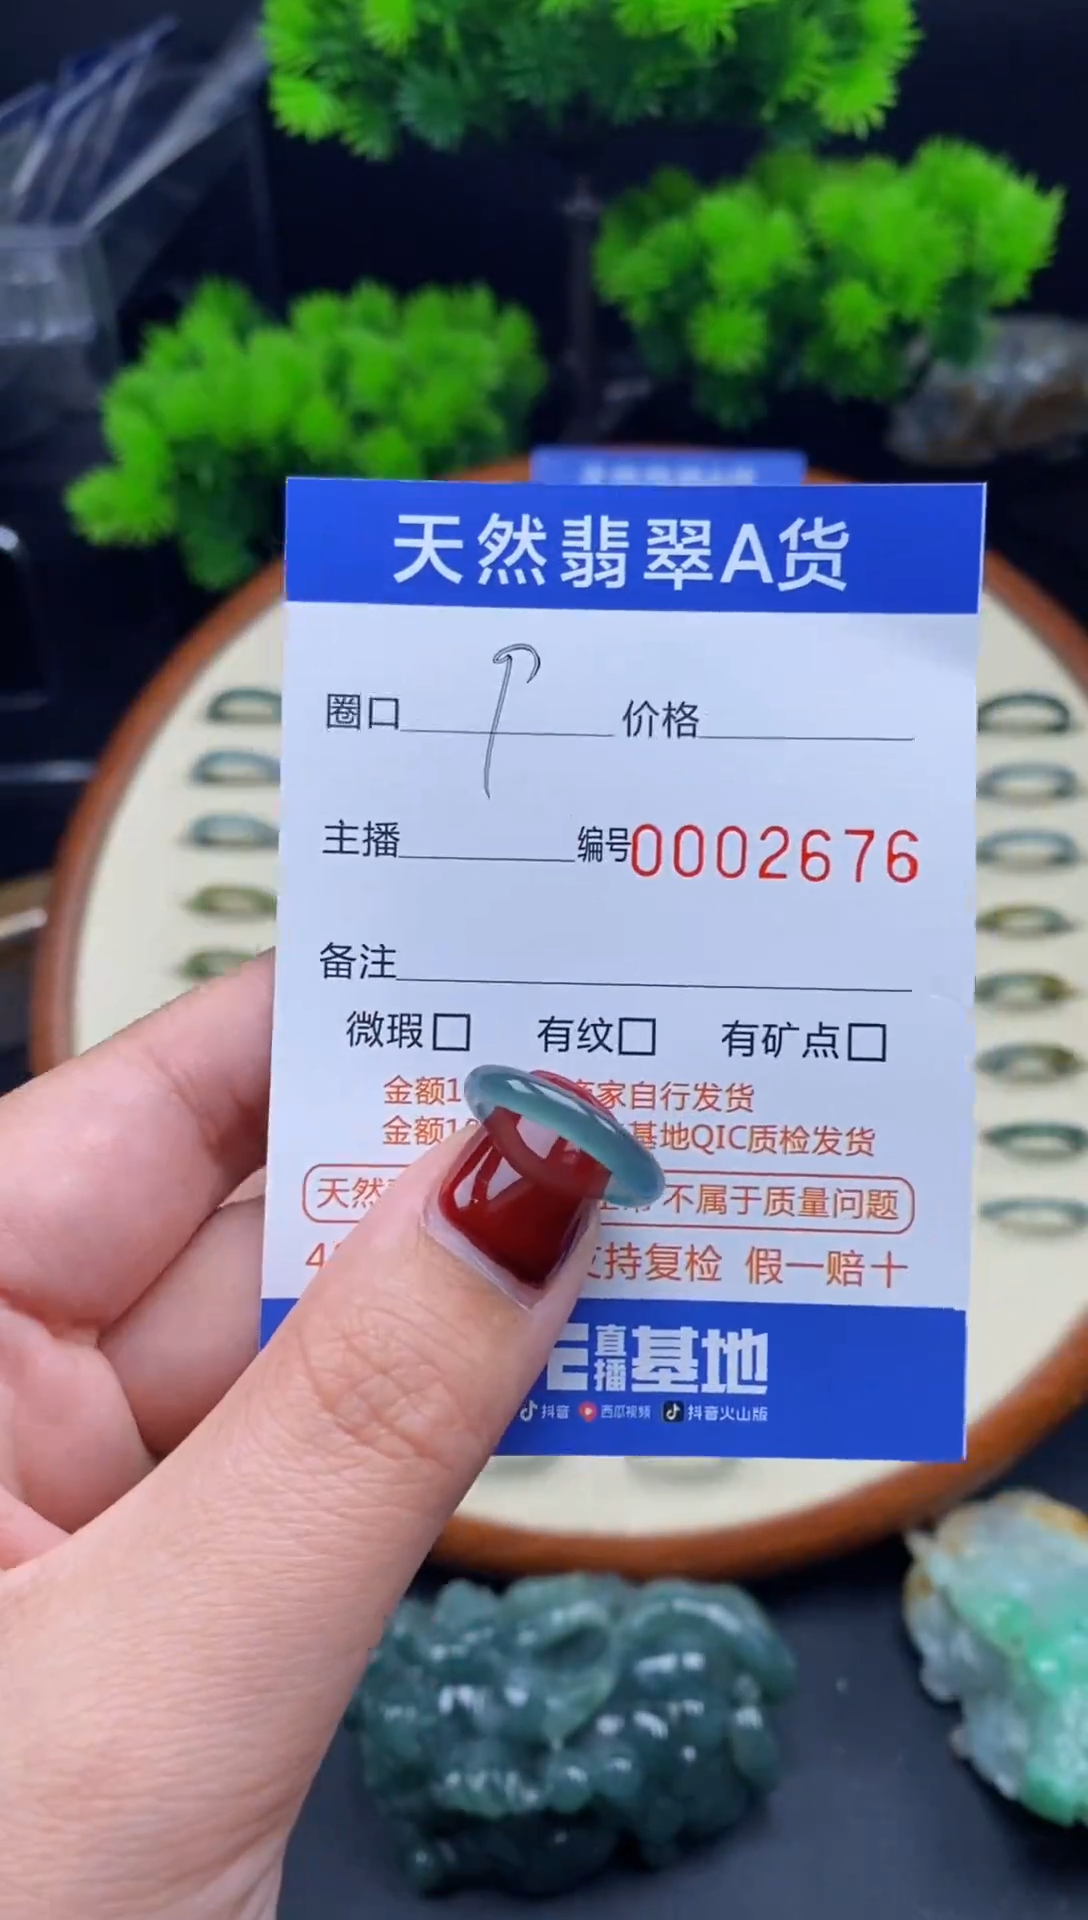 天然翡翠A货
圈口 价格
主播 编号0002676
备注
微瑕□ 有纹□ 有矿点□
金额1 家自行发货
金额1 基地QIC质检发货
天然 不属于质量问题
4 支持复检 假一赔十
直播基地
抖音 西瓜视频 抖音火山版